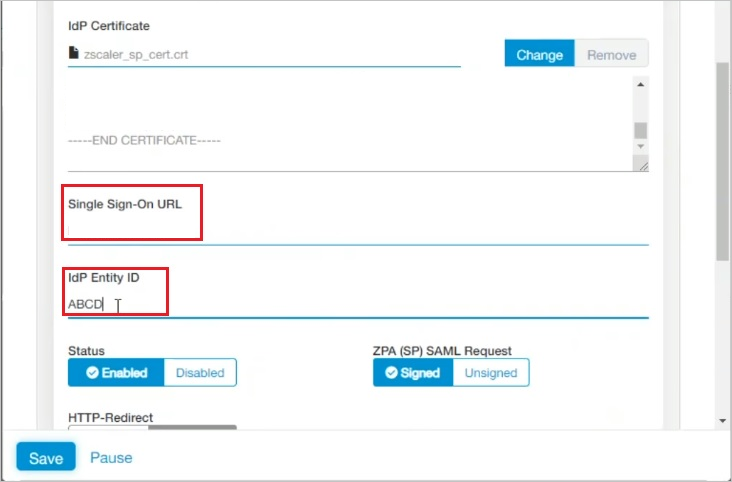 IdP Certificate
zscaler_sp_cert.crt
Change Remove
-----END CERTIFICATE-----
Single Sign-On URL
IdP Entity ID
ABCD
Status ZPA (SP) SAML Request
Enabled Disabled Signed Unsigned
HTTP-Redirect
Save Pause